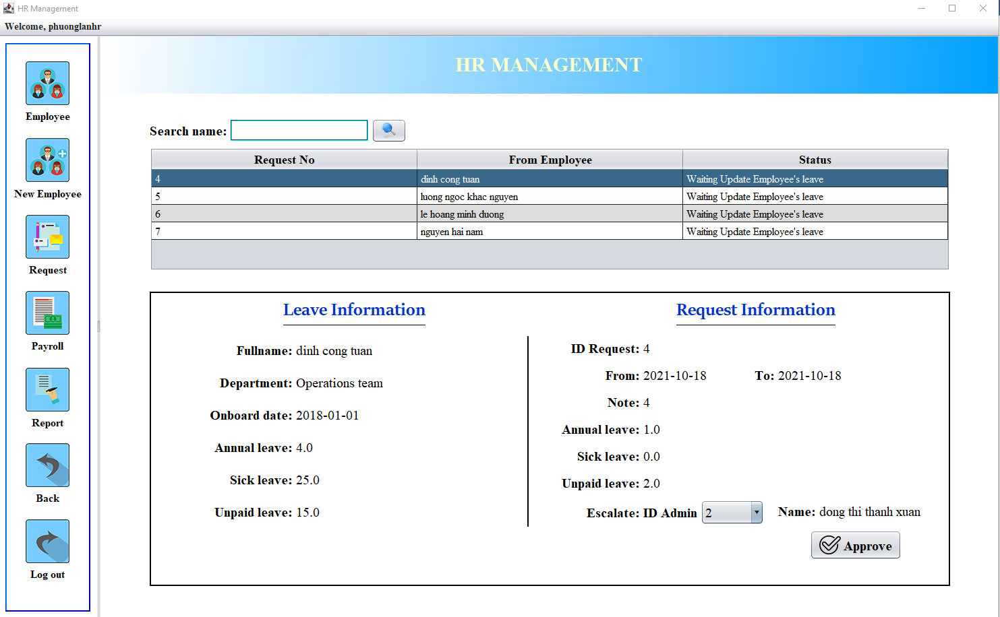 HR Management
Welcome, phuonglanhr
Employee
New Employee
Request
Payroll
Report
Back
Log out
HR MANAGEMENT
Search name:
Request No From Employee Status
4 dinh cong tuan Waiting Update Employee's leave
5 luong ngoc khac nguyen Waiting Update Employee's leave
6 le hoang minh duong Waiting Update Employee's leave
7 nguyen hai nam Waiting Update Employee's leave
Leave Information
Fullname: dinh cong tuan
Department: Operations team
Onboard date: 2018-01-01
Annual leave: 4.0
Sick leave: 25.0
Unpaid leave: 15.0
Request Information
ID Request: 4
From: 2021-10-18 To: 2021-10-18
Note: 4
Annual leave: 1.0
Sick leave: 0.0
Unpaid leave: 2.0
Escalate: ID Admin 2 Name: dong thi thanh xuan
Approve